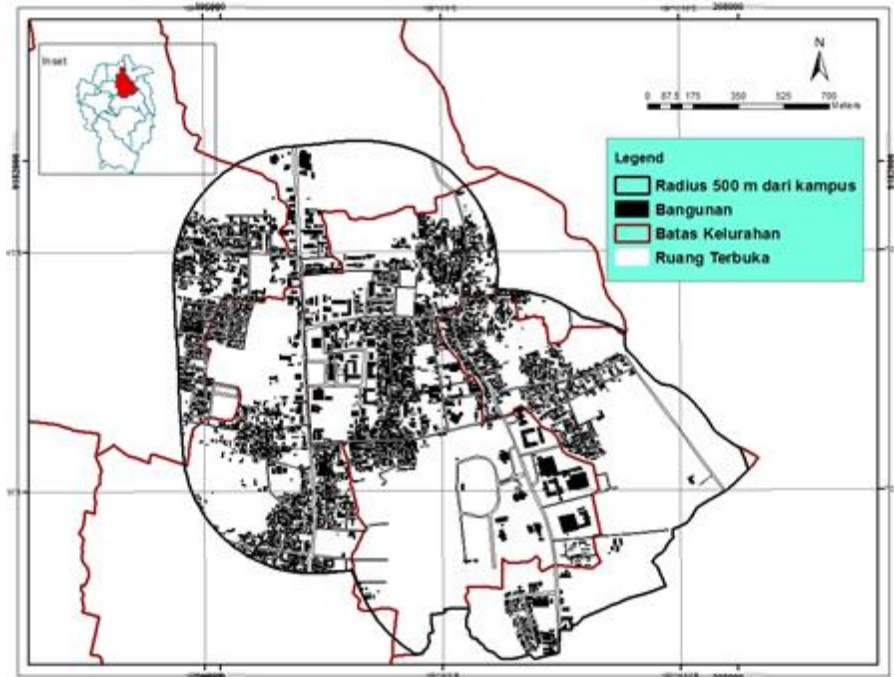 Inset
N
0 87.5 175 350 525 700
Meters
Legend
Radius 500 m dari kampus
Bangunan
Batas Kelurahan
Ruang Terbuka